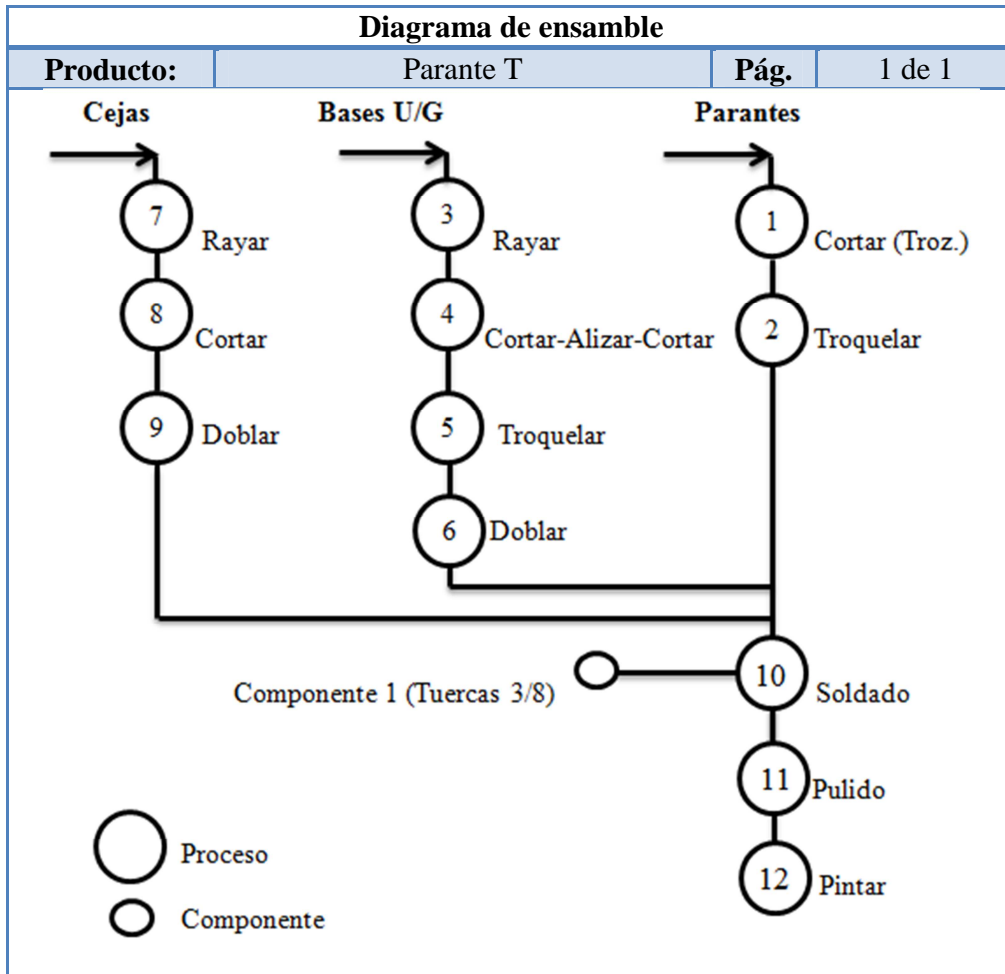 Diagrama de ensamble
Producto: Parante T Pág. 1 de 1
Cejas Bases U/G Parantes
7 Rayar 3 Rayar 1 Cortar (Troz.)
8 Cortar 4 Cortar-Alizar-Cortar 2 Troquelar
9 Doblar 5 Troquelar
6 Doblar
Componente 1 (Tuercas 3/8) 10 Soldado
11 Pulido
Proceso 12 Pintar
Componente